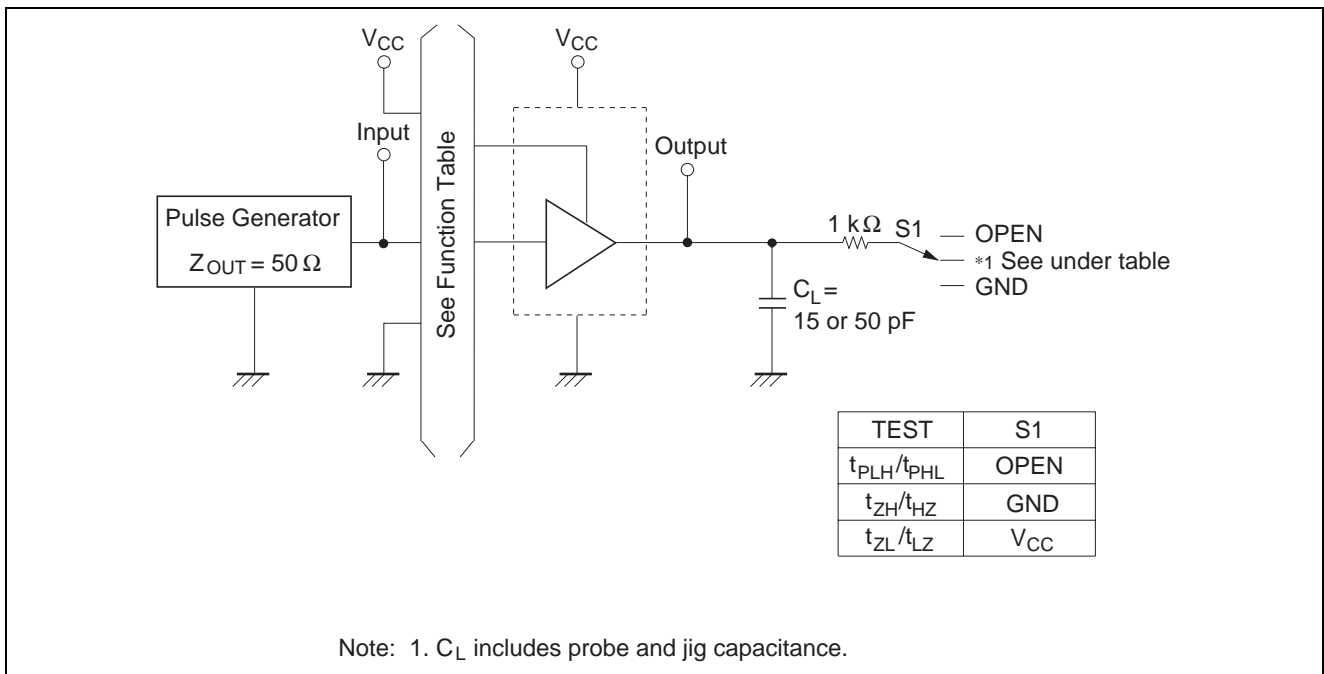 VCC
VCC
Input
Output
See Function Table
Pulse Generator
ZOUT = 50 Ω
1 kΩ
S1
OPEN
*1 See under table
GND
CL =
15 or 50 pF
TEST S1
tPLH/tPHL OPEN
tZH/tHZ GND
tZL/tLZ VCC
Note: 1. CL includes probe and jig capacitance.